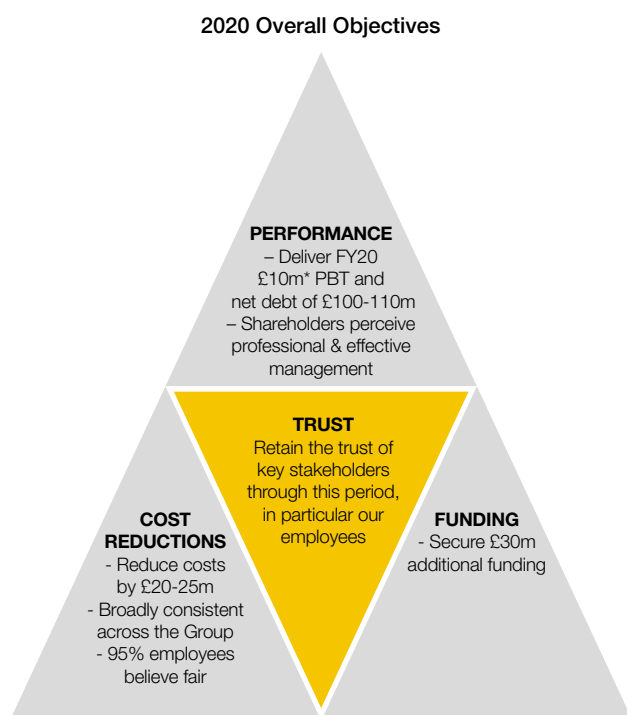 2020 Overall Objectives
PERFORMANCE
– Deliver FY20
£10m* PBT and
net debt of £100-110m
– Shareholders perceive
professional & effective
management
TRUST
Retain the trust of
key stakeholders
through this period,
in particular our
employees
COST
REDUCTIONS
- Reduce costs
by £20-25m
- Broadly consistent
across the Group
- 95% employees
believe fair
FUNDING
- Secure £30m
additional funding